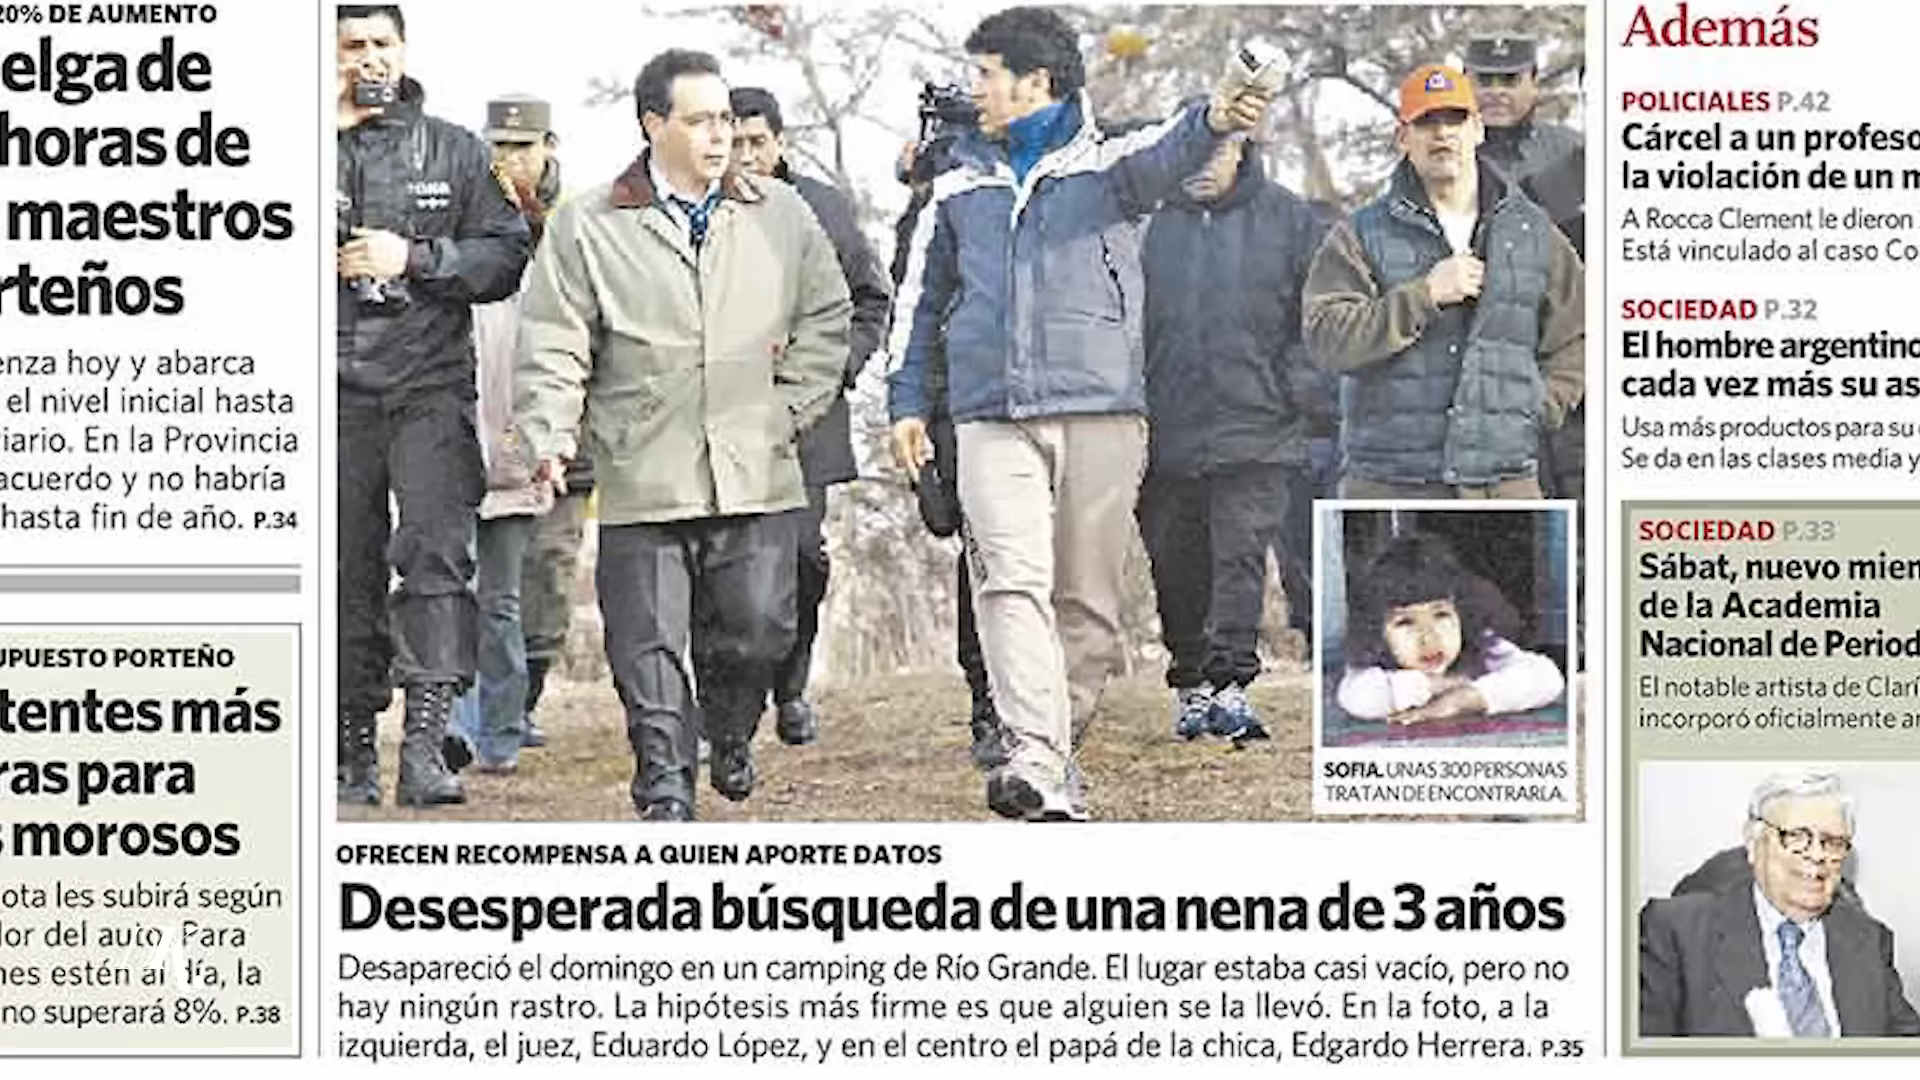 20% DE AUMENTO
elga de
horas de
maestros
rteños
enza hoy y abarca
el nivel inicial hasta
iario. En la Provincia
acuerdo y no habría
hasta fin de año. P.34
UPUESTO PORTEÑO
tentes más
ras para
s morosos
ota les subirá según
lor del auto. Para
nes estén al día, la
no superará 8%. P.38
SOFIA. UNAS 300 PERSONAS
TRATAN DE ENCONTRARLA.
OFRECEN RECOMPENSA A QUIEN APORTE DATOS
Desesperada búsqueda de una nena de 3 años
Desapareció el domingo en un camping de Río Grande. El lugar estaba casi vacío, pero no
hay ningún rastro. La hipótesis más firme es que alguien se la llevó. En la foto, a la
izquierda, el juez, Eduardo López, y en el centro el papá de la chica, Edgardo Herrera. P.35
Además
POLICIALES P.42
Cárcel a un profeso
la violación de un m
A Rocca Clement le dieron
Está vinculado al caso Co
SOCIEDAD P.32
El hombre argentino
cada vez más su as
Usa más productos para su
Se da en las clases media y
SOCIEDAD P.33
Sábat, nuevo miem
de la Academia
Nacional de Period
El notable artista de Clarí
incorporó oficialmente a